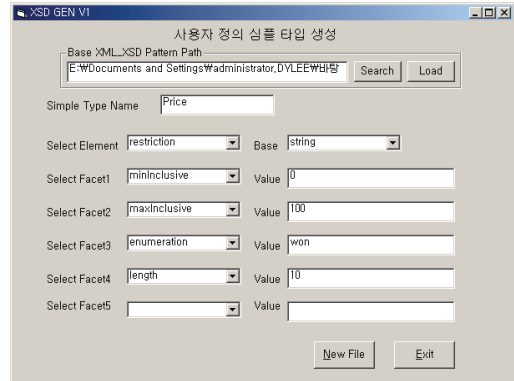 XSD GEN V1
사용자 정의 심플 타입 생성
Base XML_XSD Pattern Path
E:₩Documents and Settings₩administrator,DYLEE₩바탕 Search Load
Simple Type Name Price
Select Element restriction Base string
Select Facet1 minInclusive Value 0
Select Facet2 maxInclusive Value 100
Select Facet3 enumeration Value won
Select Facet4 length Value 10
Select Facet5 Value
New File Exit